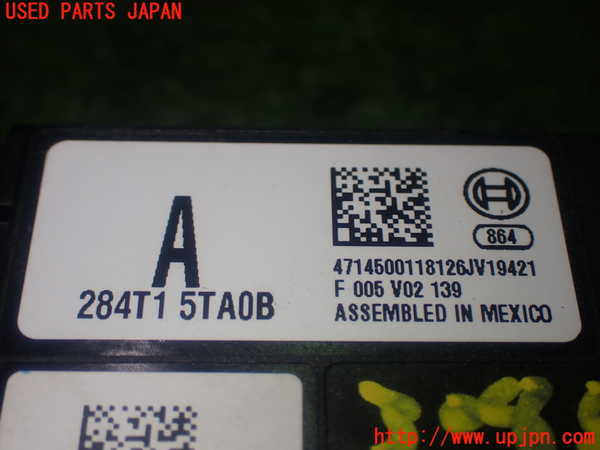 USED PARTS JAPAN
A
284T1 5TA0B
864
4714500118126JV19421
F 005 V02 139
ASSEMBLED IN MEXICO
http://www.upjpn.com/